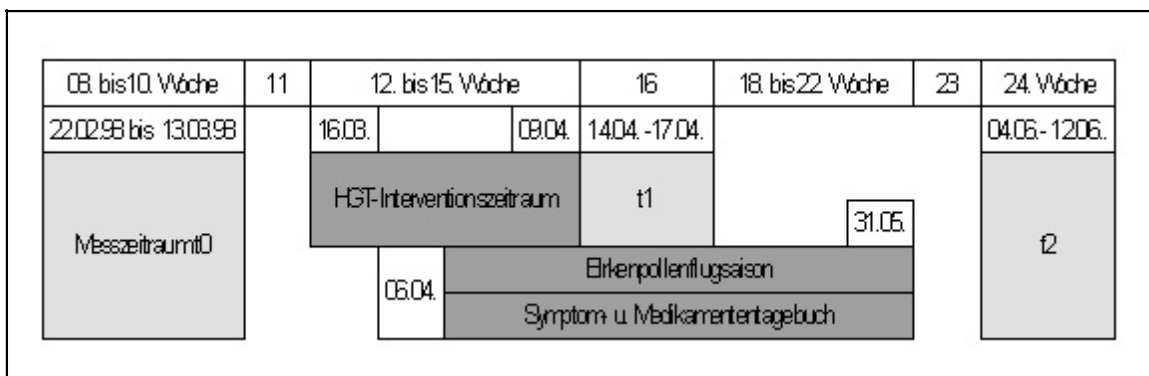 08. bis 10. Woche 11 12. bis 15. Woche 16 18. bis 22. Woche 23 24. Woche
22.02.98 bis 13.03.98 16.03. 09.04. 14.04.-17.04. 04.06.-12.06..
HGT-Interventionszeitraum t1
31.05.
Messzeitraum t0 t2
06.04. Birkenpollenflugsaison
Symptom- u. Medikamententagebuch